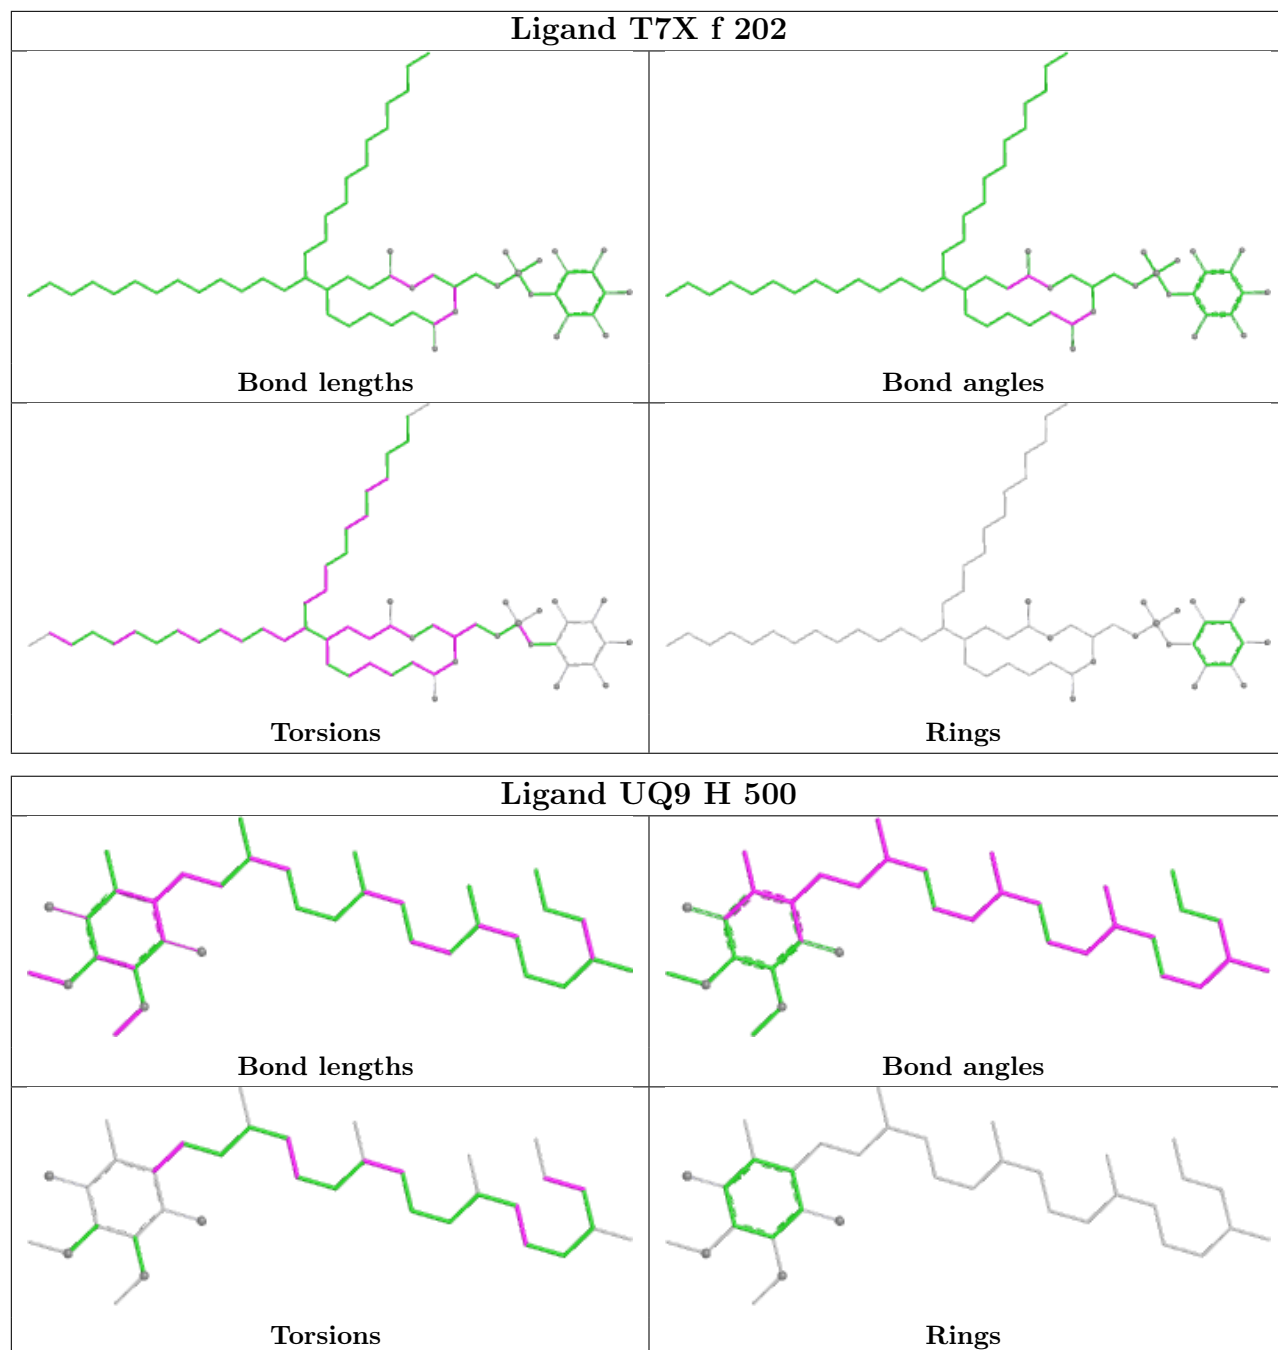 Ligand T7X f 202
Bond lengths
Bond angles
Torsions
Rings
Ligand UQ9 H 500
Bond lengths
Bond angles
Torsions
Rings